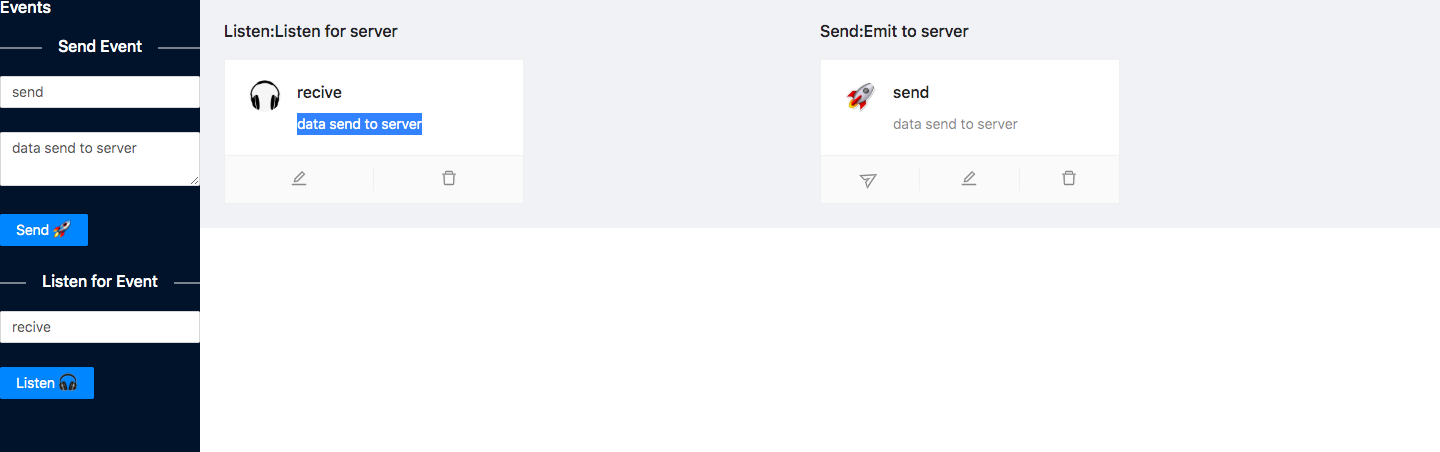 Events
Send Event
send
data send to server
Send 🚀
Listen for Event
recive
Listen 🎧
Listen:Listen for server
recive
data send to server
Send:Emit to server
send
data send to server